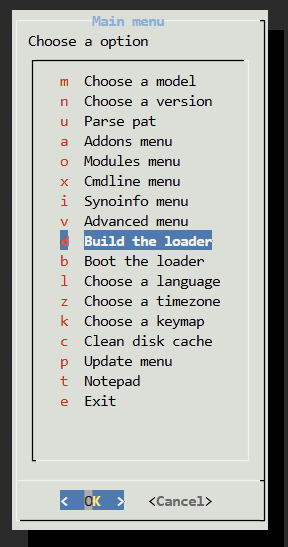 Main menu
Choose a option
m Choose a model
n Choose a version
u Parse pat
a Addons menu
o Modules menu
x Cmdline menu
i Synoinfo menu
v Advanced menu
d Build the loader
b Boot the loader
l Choose a language
z Choose a timezone
k Choose a keymap
c Clean disk cache
p Update menu
t Notepad
e Exit
< OK > <Cancel>